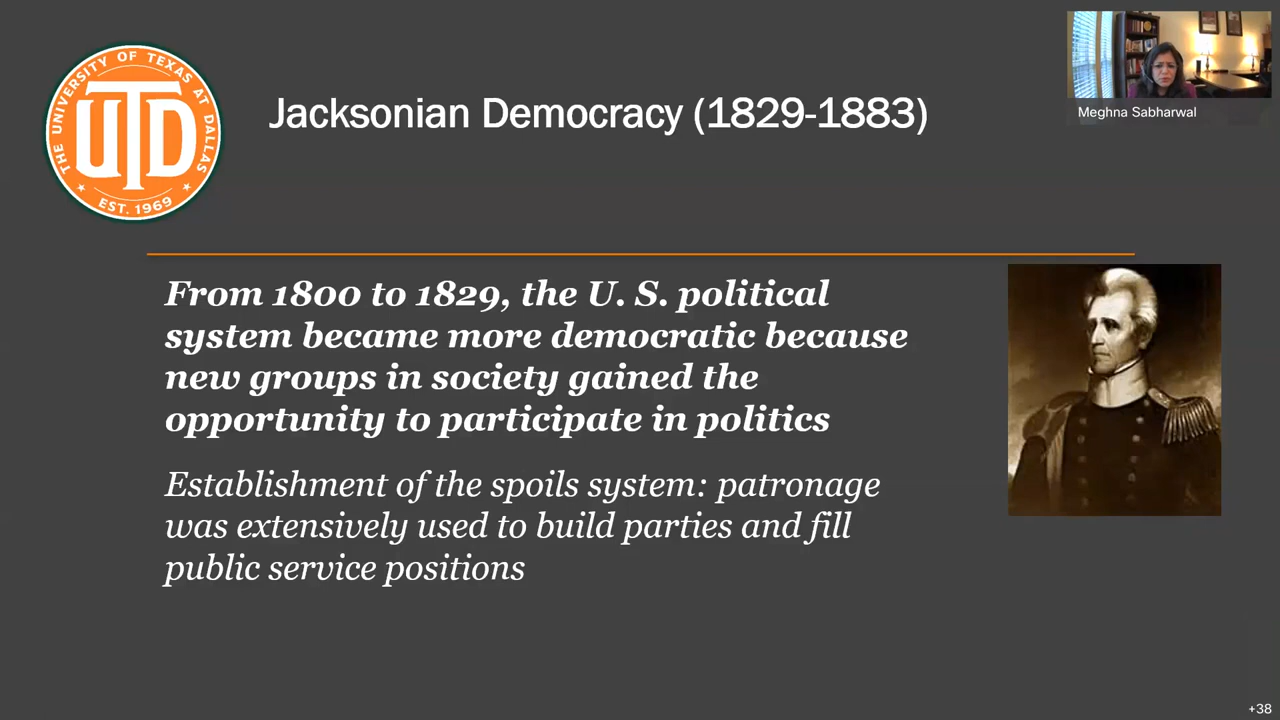 THE UNIVERSITY OF TEXAS AT DALLAS
UTD
EST. 1969
Jacksonian Democracy (1829-1883)
Meghna Sabharwal
From 1800 to 1829, the U. S. political
system became more democratic because
new groups in society gained the
opportunity to participate in politics
Establishment of the spoils system: patronage
was extensively used to build parties and fill
public service positions
+38